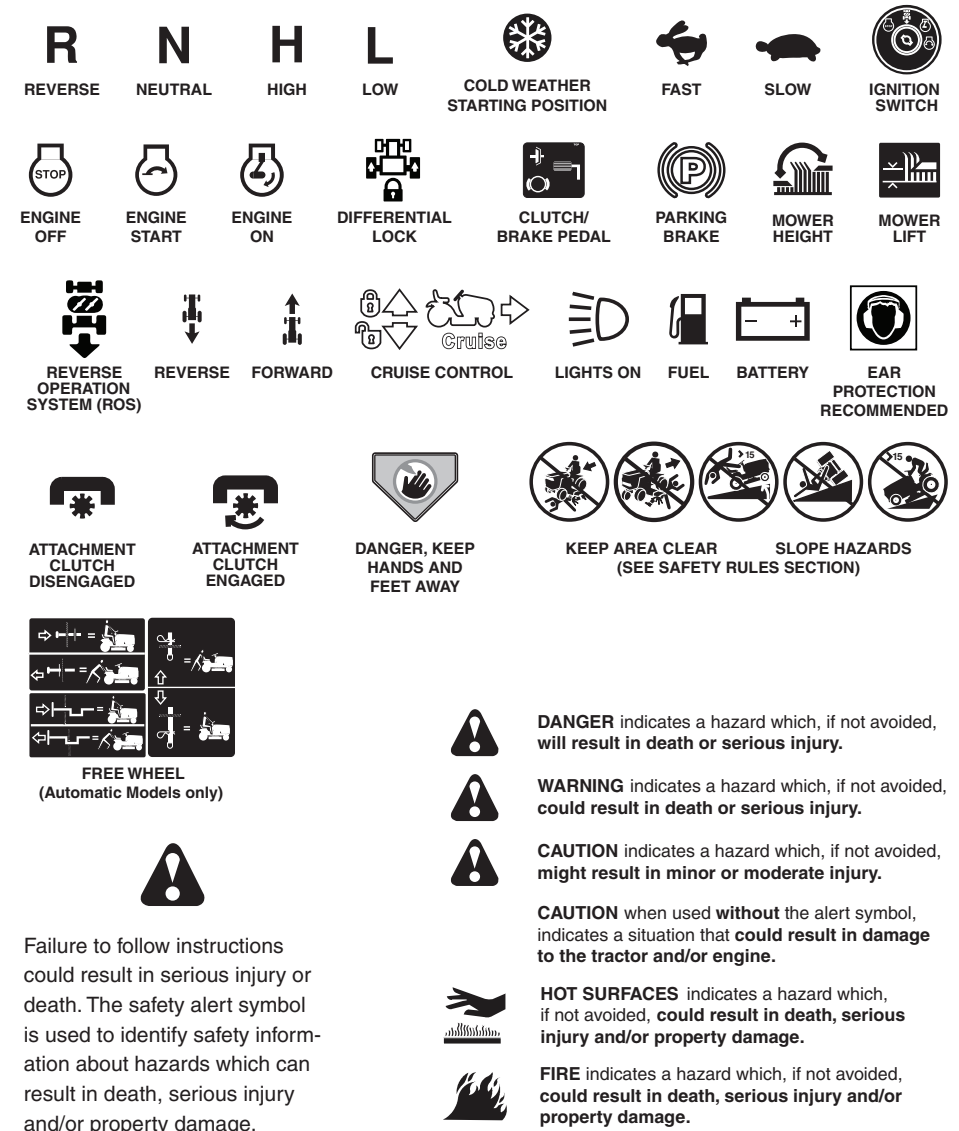 R N H L
REVERSE NEUTRAL HIGH LOW COLD WEATHER STARTING POSITION FAST SLOW IGNITION SWITCH
STOP
ENGINE OFF
ENGINE START
ENGINE ON
DIFFERENTIAL LOCK
CLUTCH/
BRAKE PEDAL
P
PARKING BRAKE
MOWER HEIGHT
MOWER LIFT
REVERSE
OPERATION
SYSTEM (ROS)
REVERSE
FORWARD
Cruise
CRUISE CONTROL
LIGHTS ON
FUEL
- +
BATTERY
EAR
PROTECTION
RECOMMENDED
ATTACHMENT
CLUTCH
DISENGAGED
ATTACHMENT
CLUTCH
ENGAGED
DANGER, KEEP
HANDS AND
FEET AWAY
>15
>15
KEEP AREA CLEAR SLOPE HAZARDS
(SEE SAFETY RULES SECTION)
= =
= =
= =
FREE WHEEL
(Automatic Models only)
Failure to follow instructions
could result in serious injury or
death. The safety alert symbol
is used to identify safety inform-
ation about hazards which can
result in death, serious injury
and/or property damage.
DANGER indicates a hazard which, if not avoided,
will result in death or serious injury.
WARNING indicates a hazard which, if not avoided,
could result in death or serious injury.
CAUTION indicates a hazard which, if not avoided,
might result in minor or moderate injury.
CAUTION when used without the alert symbol,
indicates a situation that could result in damage
to the tractor and/or engine.
HOT SURFACES indicates a hazard which,
if not avoided, could result in death, serious
injury and/or property damage.
FIRE indicates a hazard which, if not avoided,
could result in death, serious injury and/or
property damage.